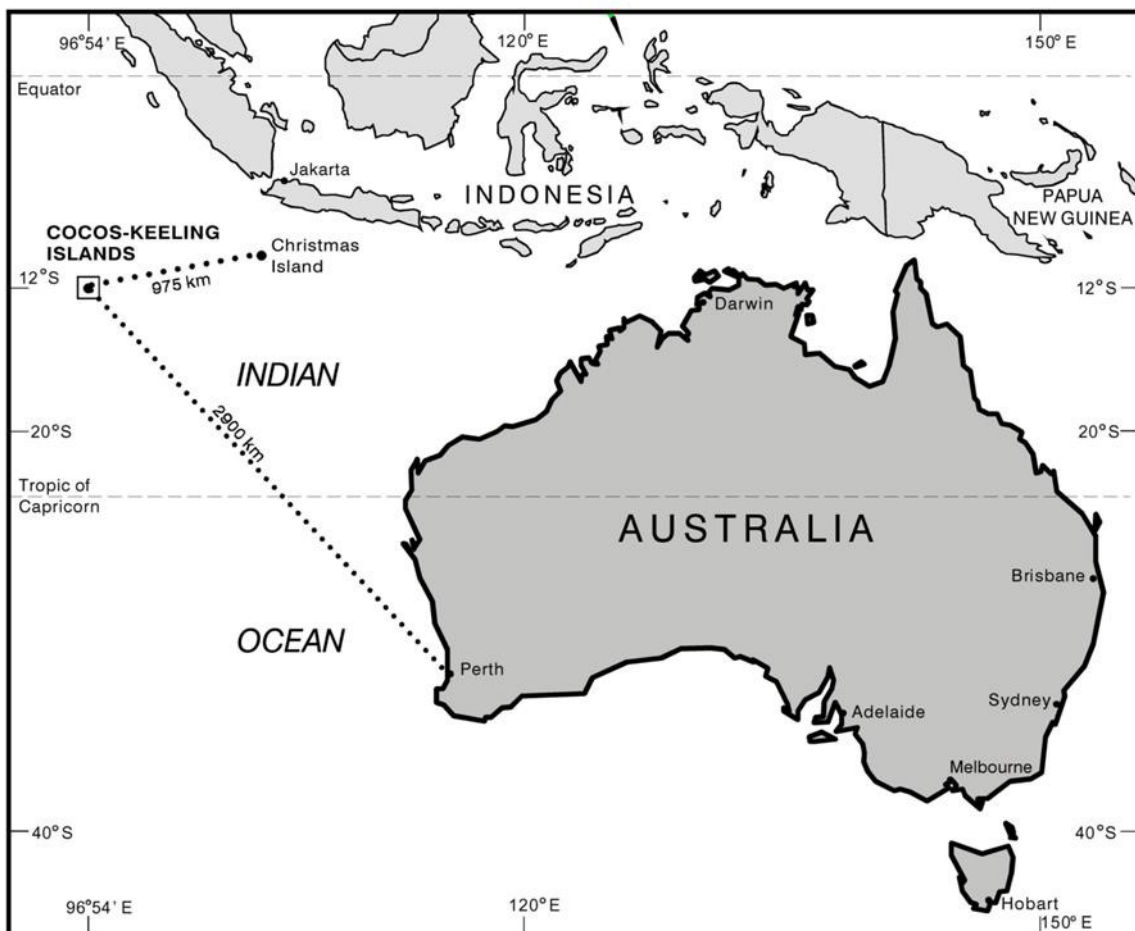 96°54' E
120°E
150°E
Equator
Jakarta
INDONESIA
PAPUA
NEW GUINEA
COCOS-KEELING
ISLANDS
Christmas
Island
975 km
12°S
12°S
Darwin
INDIAN
2900 km
20°S
20°S
Tropic of
Capricorn
AUSTRALIA
Brisbane
OCEAN
Perth
Sydney
Adelaide
Melbourne
40°S
40°S
Hobart
96°54' E
120°E
150°E